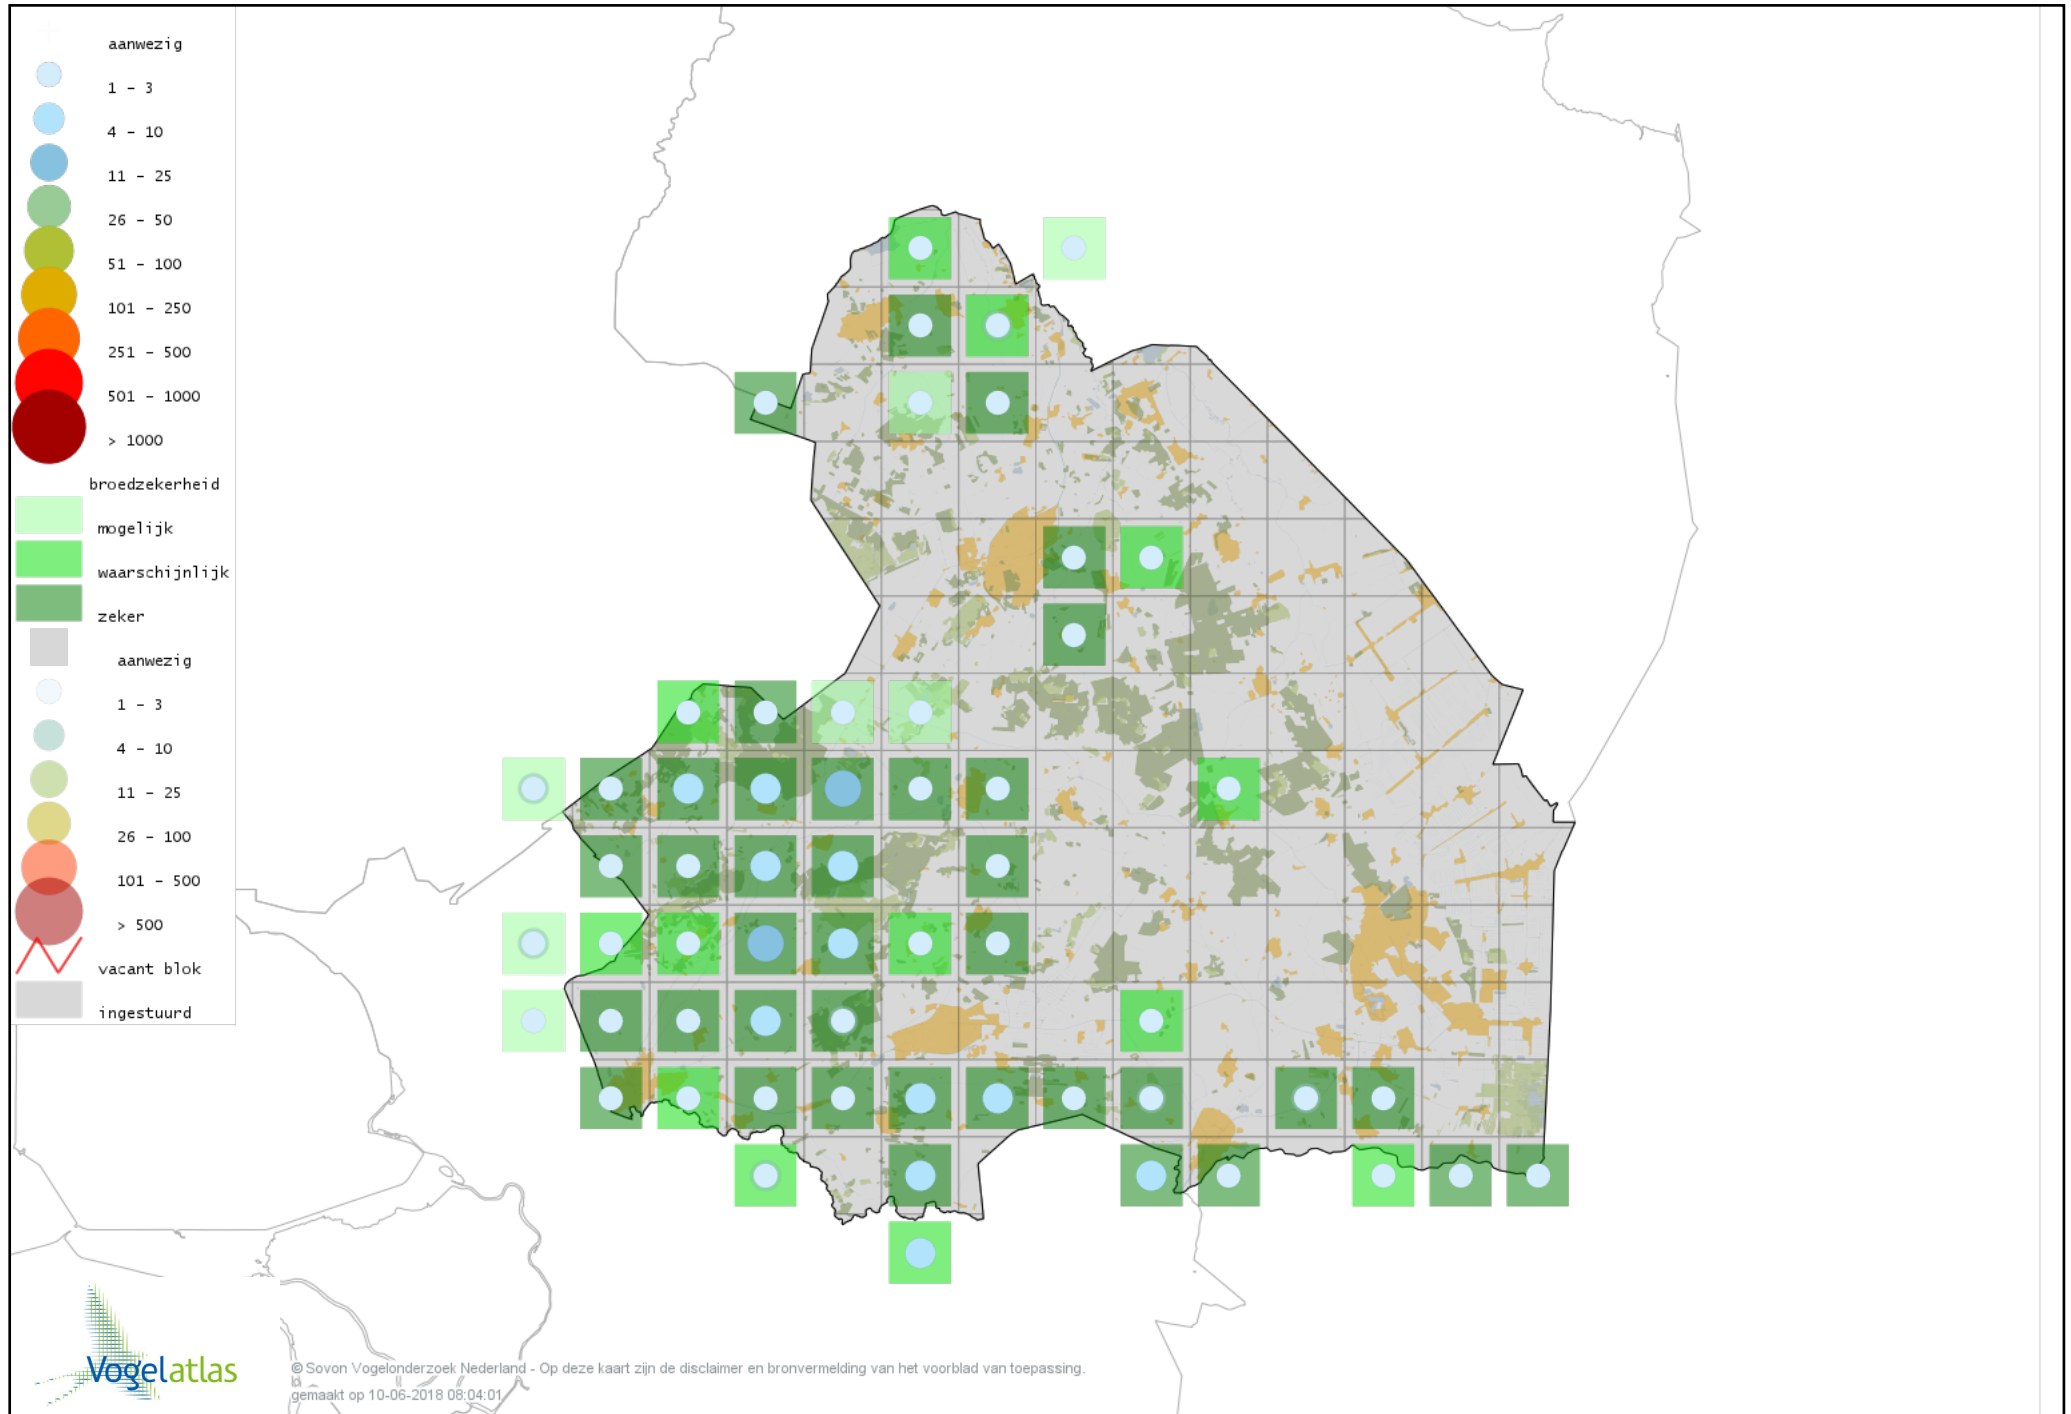 aanwezig
1 – 3
4 – 10
11 – 25
26 – 50
51 – 100
101 – 250
251 – 500
501 – 1000
> 1000
broedzekerheid
mogelijk
waarschijnlijk
zeker
aanwezig
1 – 3
4 – 10
11 – 25
26 – 100
101 – 500
> 500
vacant blok
ingestuurd
Vogelatlas
© Sovon Vogelonderzoek Nederland - Op deze kaart zijn de disclaimer en bronvermelding van het voorblad van toepassing.
gemaakt op 10-06-2018 08:04:01